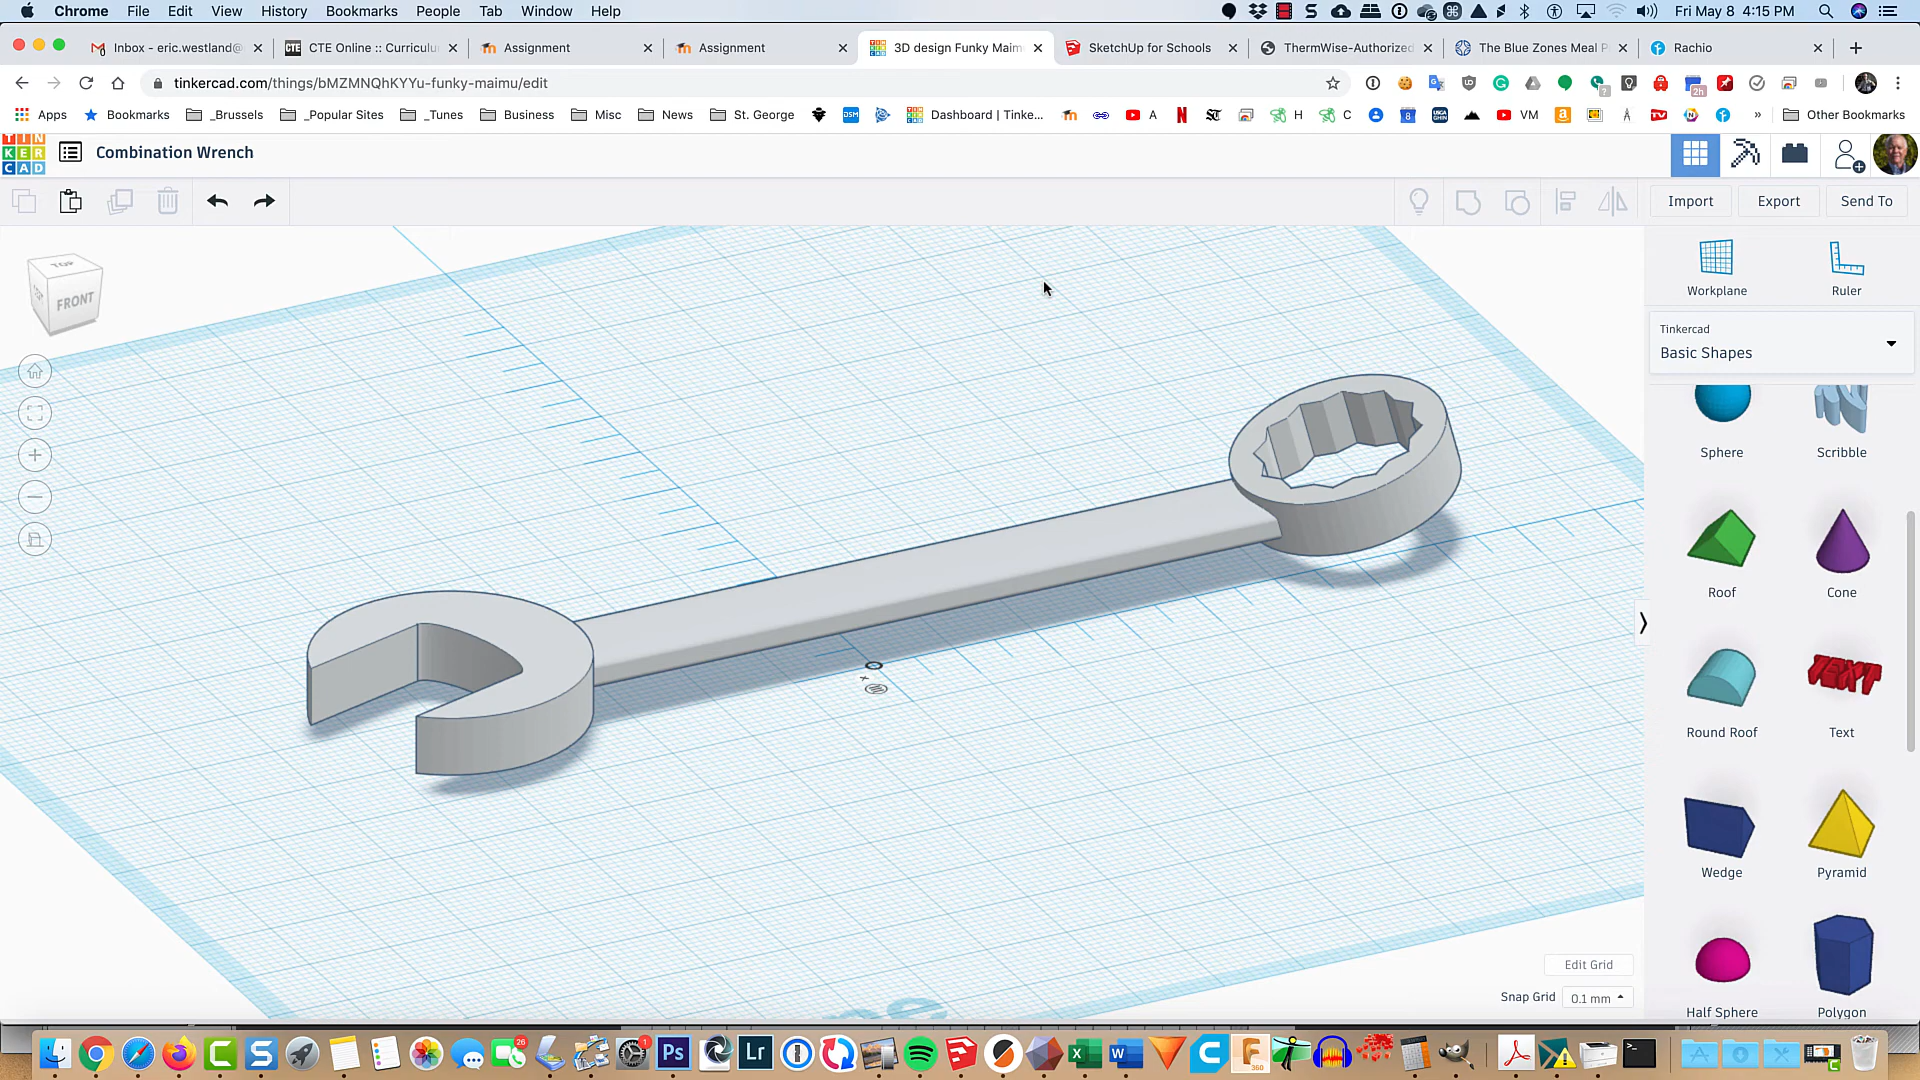 Chrome File Edit View History Bookmarks People Tab Window Help Fri May 8 4:15 PM
Inbox - eric.westland@ CTE Online :: Curriculu Assignment Assignment 3D design Funky Maim SketchUp for Schools ThermWise-Authorized The Blue Zones Meal P Rachio
tinkercad.com/things/bMZMNQhKYYu-funky-maimu/edit
Apps Bookmarks _Brussels _Popular Sites _Tunes Business Misc News St. George Dashboard | Tinke... A H C VM Other Bookmarks
TINKERCAD Combination Wrench
Import Export Send To
TOP
FRONT
Workplane Ruler
Tinkercad
Basic Shapes
Sphere Scribble
Roof Cone
TEXT
Round Roof Text
Wedge Pyramid
Edit Grid
Snap Grid 0.1 mm
Half Sphere Polygon